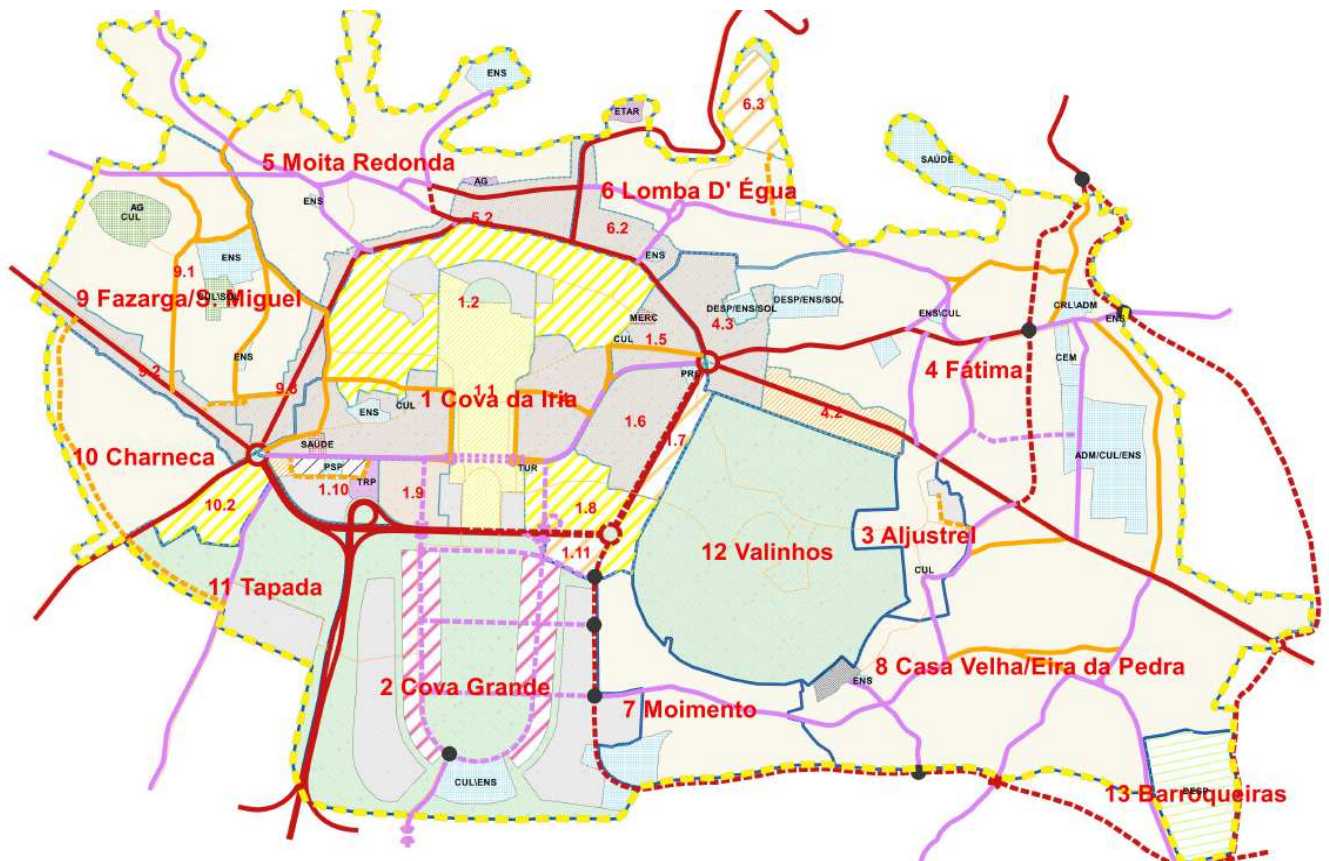 ENS
6.3
ETAR
SAÚDE
5 Moita Redonda
AG
6 Lomba D' Égua
ENS
AG
CUL
5.2
6.2
ENS
ENS
9.1
9 Fazarga/S. Miguel
1.2
DESP/ENS/SOL
DESP/ENS/SOL
CRL\ADM
MERC
4.3
ENS\CUL
ENS
CUL
1.5
ENS
9.2
9.3
PRC
4 Fátima
CEM
1.1
1 Cova da Iria
ENS
CUL
1.6
4.2
1.7
10 Charneca
SAÚDE
PSP
TUR
ADM/CUL/ENS
1.10
TRP
1.9
10.2
1.8
1.11
12 Valinhos
3 Aljustrel
CUL
11 Tapada
2 Cova Grande
8 Casa Velha/Eira da Pedra
ENS
7 Moimento
CUL\ENS
DESP
13 Barroqueiras